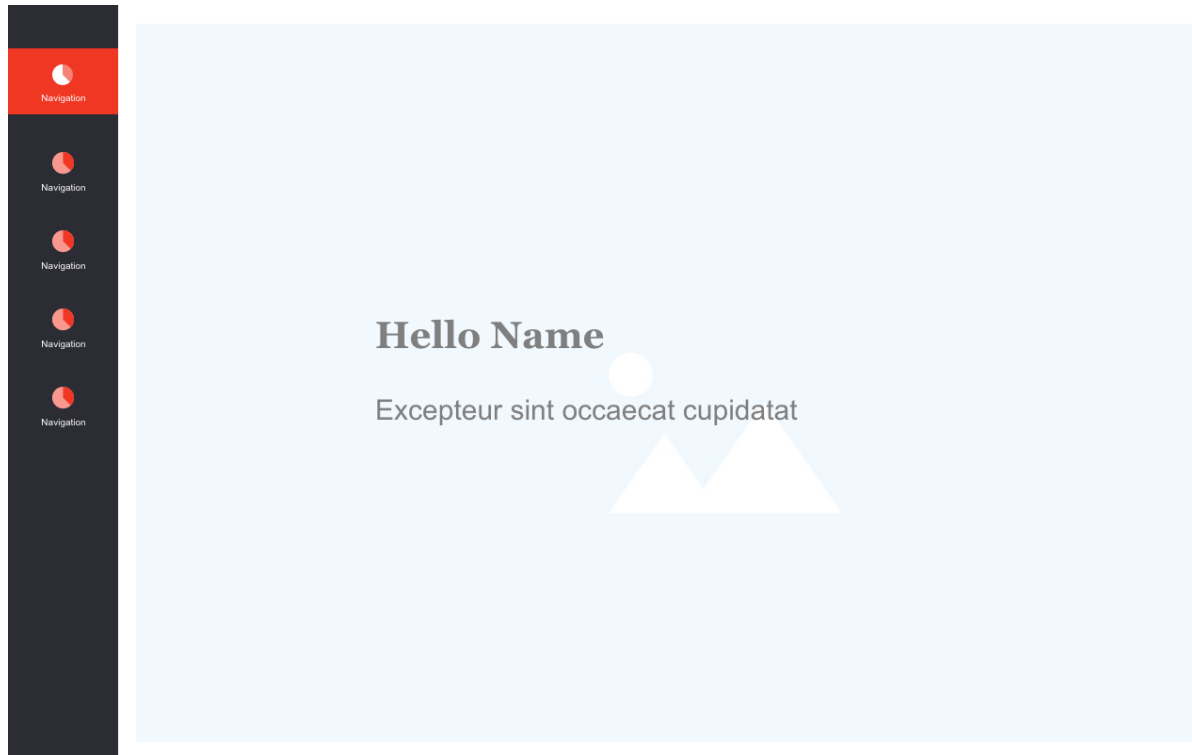 Navigation
Navigation
Navigation
Navigation
Navigation
Hello Name
Excepteur sint occaecat cupidatat